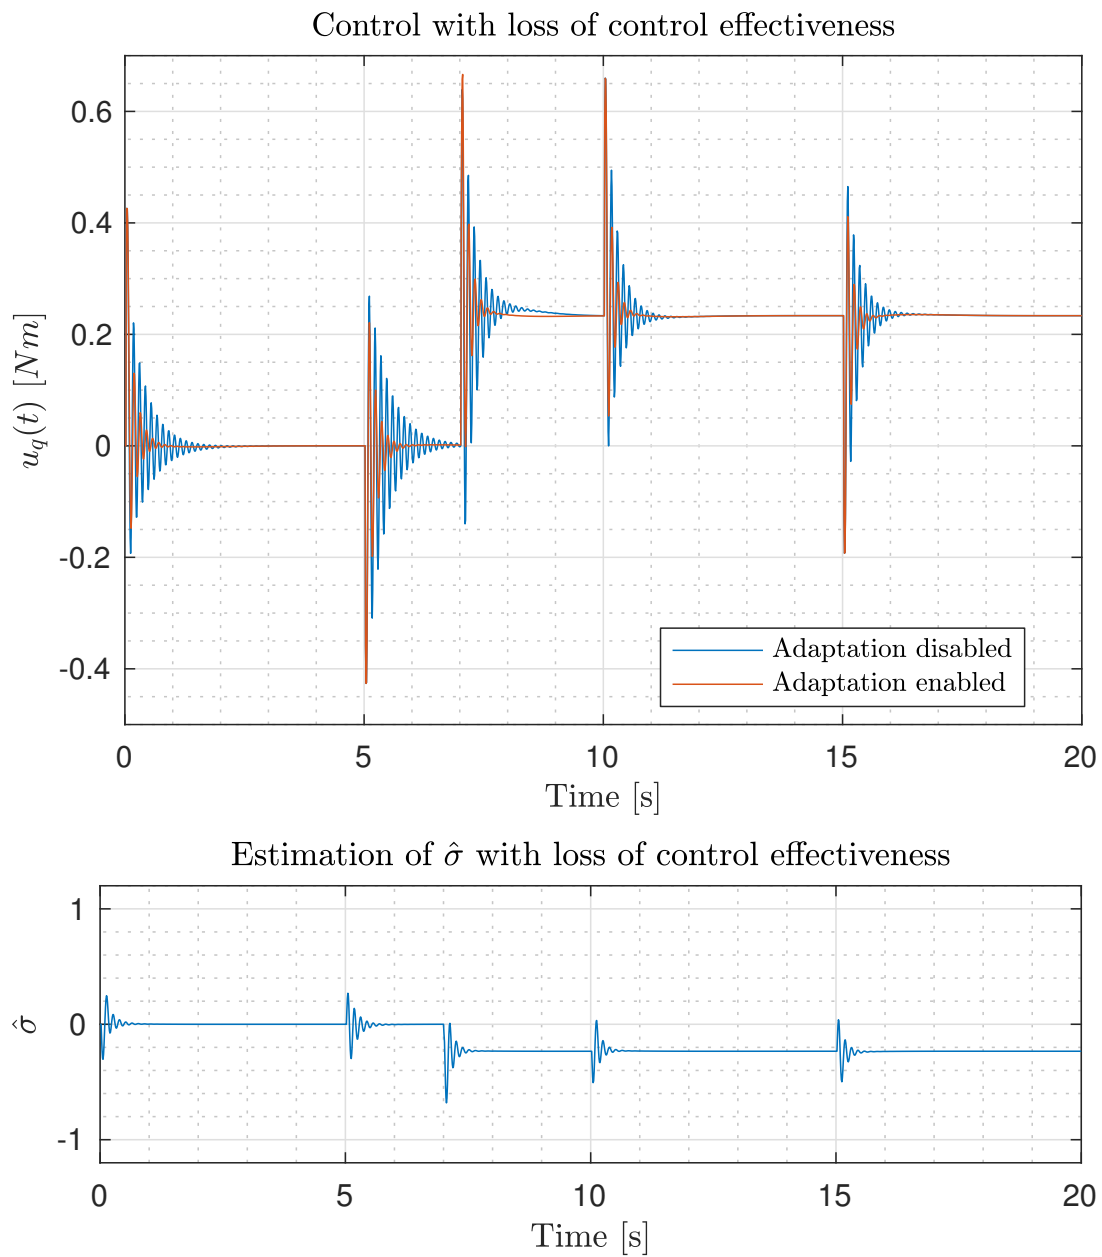 Control with loss of control effectiveness
0.6
0.4
0.2
0
-0.2
-0.4
u_q(t) [Nm]
Adaptation disabled
Adaptation enabled
0 5 10 15 20
Time [s]
Estimation of σ̂ with loss of control effectiveness
1
0
-1
σ̂
0 5 10 15 20
Time [s]